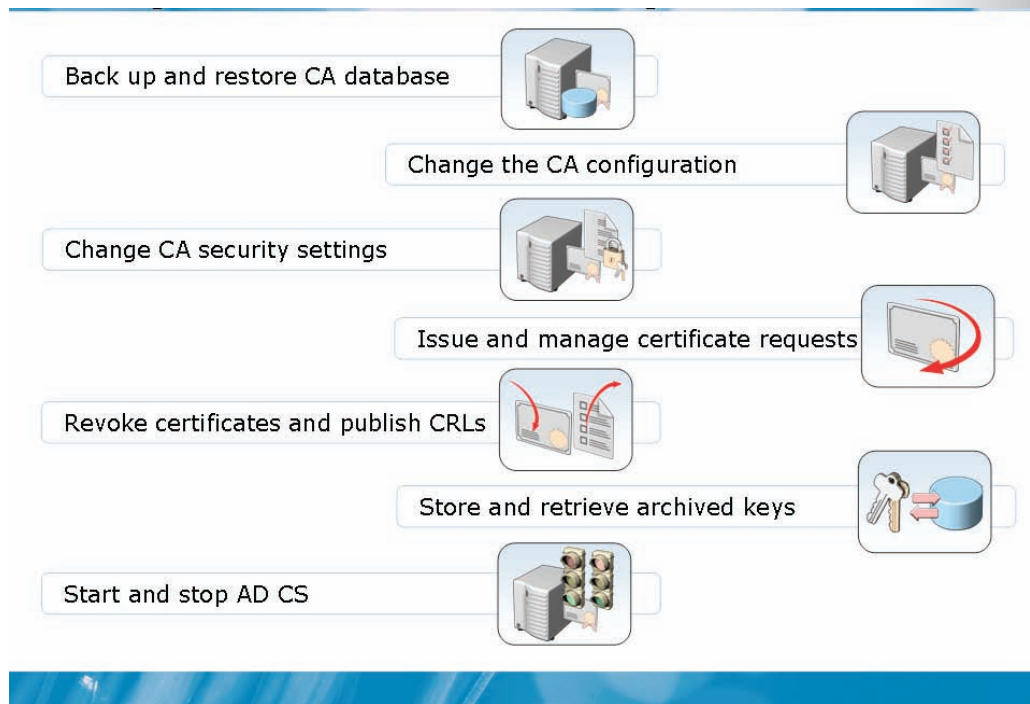 Back up and restore CA database
Change the CA configuration
Change CA security settings
Issue and manage certificate requests
Revoke certificates and publish CRLs
Store and retrieve archived keys
Start and stop AD CS